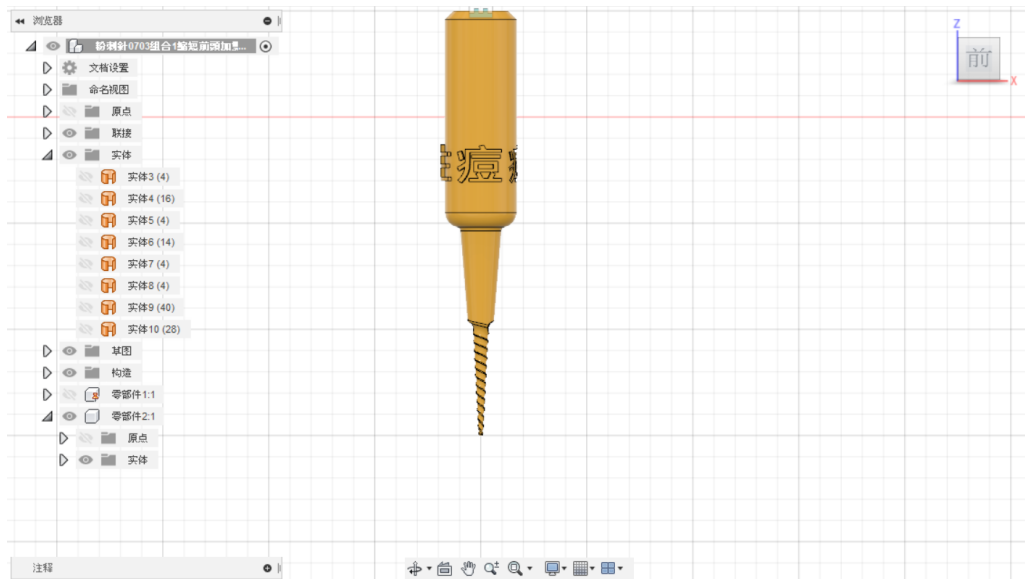 浏览器
粉刺針0703組合1縮短前頭加...
文档设置
命名视图
原点
联接
实体
实体3 (4)
实体4 (16)
实体5 (4)
实体6 (14)
实体7 (4)
实体8 (4)
实体9 (40)
实体10 (28)
草图
构造
零部件1:1
零部件2:1
原点
实体
注释
痘
Z
前
X